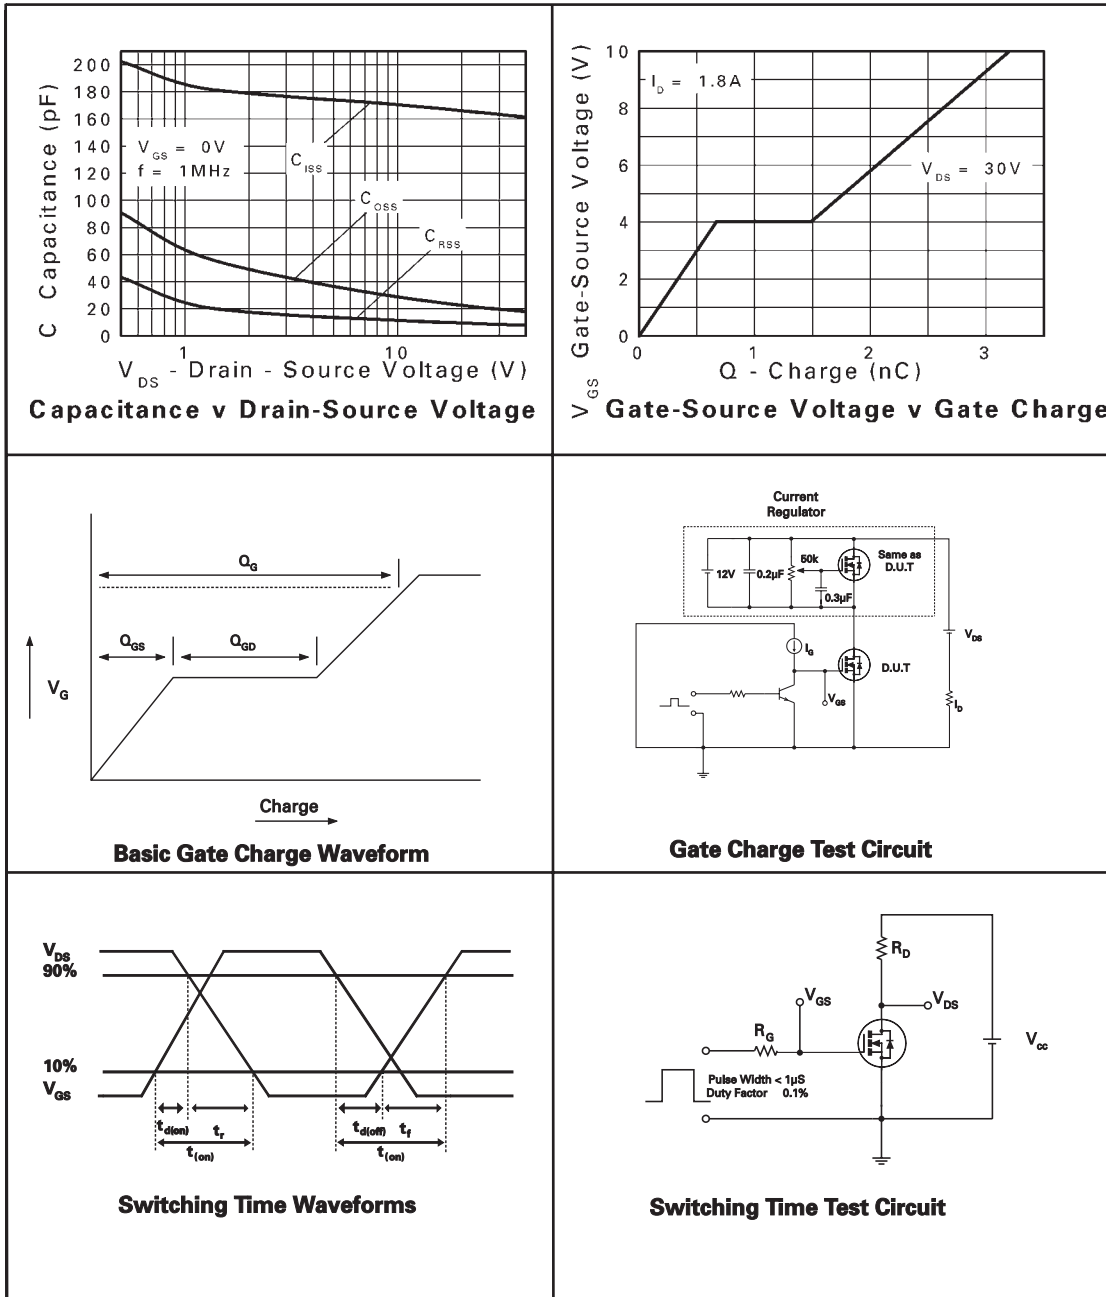 200
180
160
140
120
100
80
60
40
20
0
C Capacitance (pF)
VGS = 0V
f = 1MHz
CISS
COSS
CRSS
1
10
VDS - Drain - Source Voltage (V)
Capacitance v Drain-Source Voltage
10
8
6
4
2
0
VGS Gate-Source Voltage (V)
ID = 1.8A
VDS = 30V
0
1
2
3
Q - Charge (nC)
Gate-Source Voltage v Gate Charge
QG
QGS
QGD
VG
Charge
Basic Gate Charge Waveform
Current
Regulator
12V
0.2µF
50k
0.3µF
Same as
D.U.T
IG
VDS
D.U.T
VGS
ID
Gate Charge Test Circuit
VDS
90%
10%
VGS
td(on)
tr
t(on)
td(off)
tf
t(on)
Switching Time Waveforms
RD
VGS
VDS
RG
Vcc
Pulse Width < 1µS
Duty Factor 0.1%
Switching Time Test Circuit